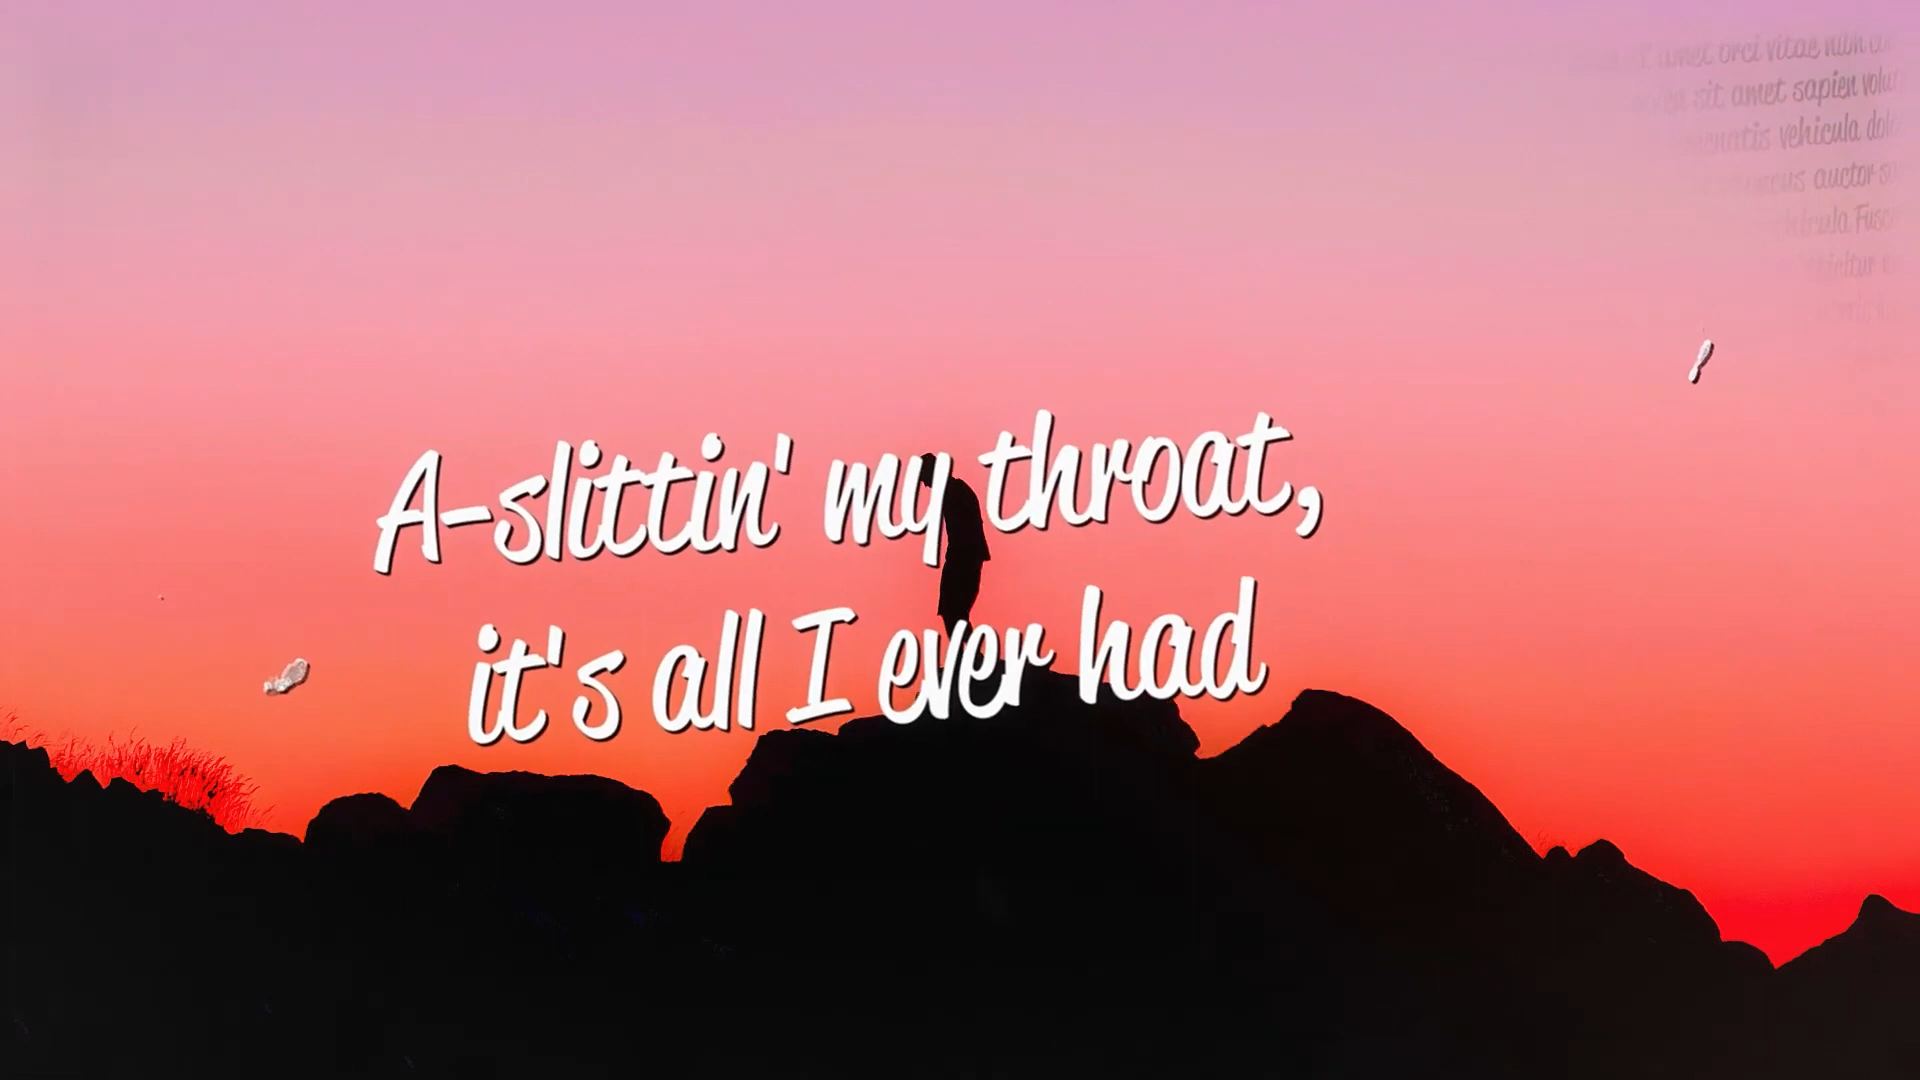 amet orci vitae
sit amet sapien
vehicula
auctor
A-slittin' my throat,
it's all I ever had